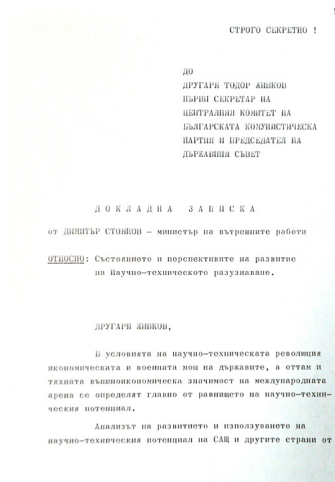 СТРОГО СЕКРЕТНО !
ДО
ДРУГАРЯ ТОДОР ЖИВКОВ
ПЪРВИ СЕКРЕТАР НА
ЦЕНТРАЛНИЯ КОМИТЕТ НА
БЪЛГАРСКАТА КОМУНИСТИЧЕСКА
ПАРТИЯ И ПРЕДСЕДАТЕЛ НА
ДЪРЖАВНИЯ СЪВЕТ
Д О К Л А Д Н А З А П И С К А
от ДИМИТЪР СТОЯНОВ – министър на вътрешните работи
ОТНОСНО: Състоянието и перспективите на развитие
на Научно-техническото разузнаване.
ДРУГАРЮ ЖИВКОВ,
В условията на научно-техническата революция
икономическата и военната мощ на държавите, а оттам и
тяхната външноикономическа значимост на международната
арена се определят главно от равнището на научно-техни-
ческия потенциал.
Анализът на развитието и използуването на
научно-техническия потенциал на САЩ и другите страни от